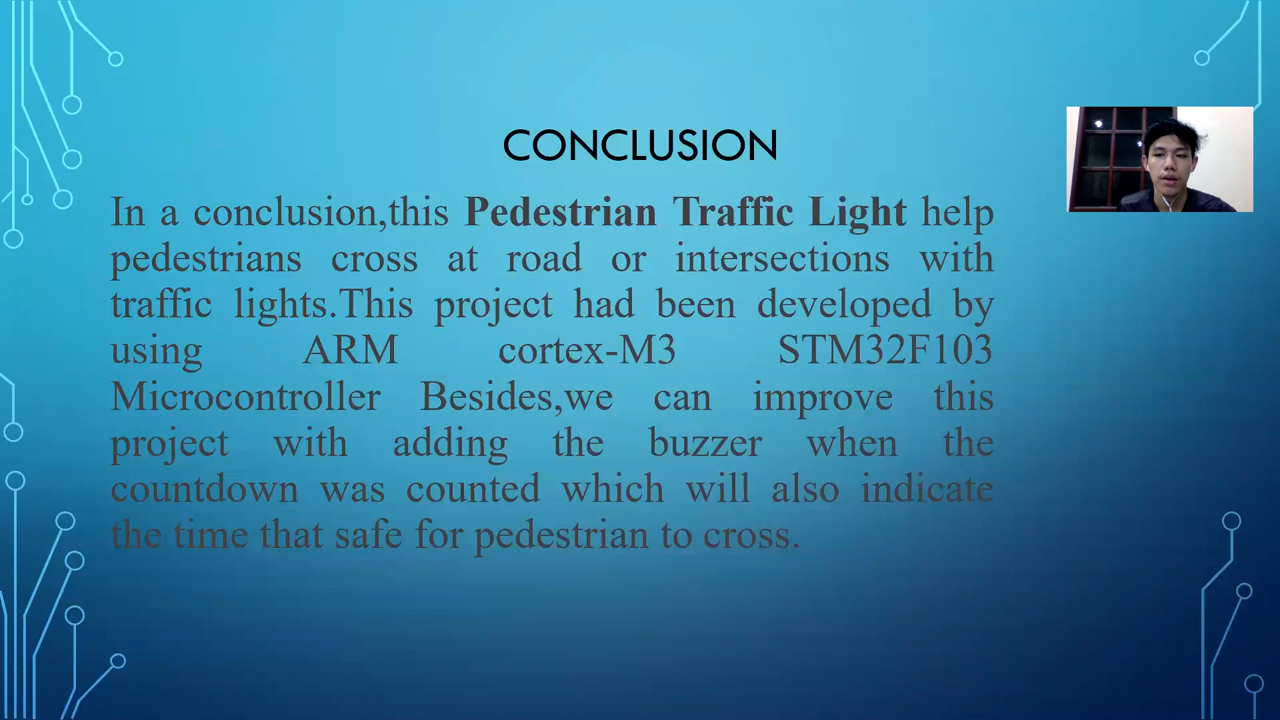 CONCLUSION
In a conclusion,this Pedestrian Traffic Light help
pedestrians cross at road or intersections with
traffic lights.This project had been developed by
using ARM cortex-M3 STM32F103
Microcontroller Besides,we can improve this
project with adding the buzzer when the
countdown was counted which will also indicate
the time that safe for pedestrian to cross.